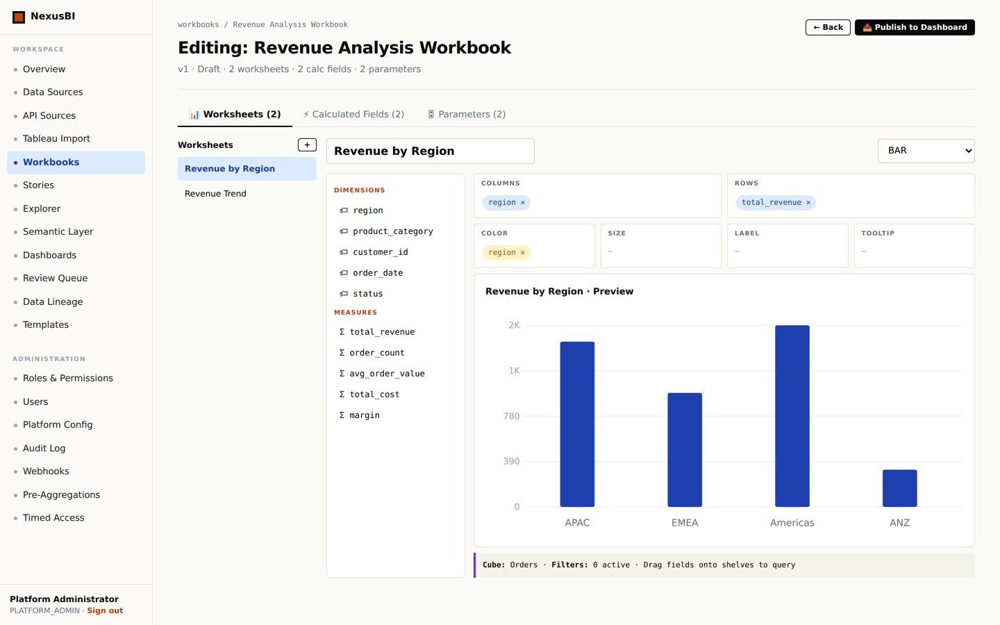 NexusBI
WORKSPACE
Overview
Data Sources
API Sources
Tableau Import
Workbooks
Stories
Explorer
Semantic Layer
Dashboards
Review Queue
Data Lineage
Templates
ADMINISTRATION
Roles & Permissions
Users
Platform Config
Audit Log
Webhooks
Pre-Aggregations
Timed Access
Platform Administrator
PLATFORM_ADMIN · Sign out
workbooks / Revenue Analysis Workbook
← Back
📤 Publish to Dashboard
Editing: Revenue Analysis Workbook
v1 · Draft · 2 worksheets · 2 calc fields · 2 parameters
📊 Worksheets (2)
⚡ Calculated Fields (2)
🎛 Parameters (2)
Worksheets
+
Revenue by Region
Revenue Trend
Revenue by Region
BAR
DIMENSIONS
region
product_category
customer_id
order_date
status
MEASURES
Σ total_revenue
Σ order_count
Σ avg_order_value
Σ total_cost
Σ margin
COLUMNS
region ×
ROWS
total_revenue ×
COLOR
region ×
SIZE
—
LABEL
—
TOOLTIP
—
Revenue by Region · Preview
2K
1K
780
390
0
APAC
EMEA
Americas
ANZ
Cube: Orders · Filters: 0 active · Drag fields onto shelves to query